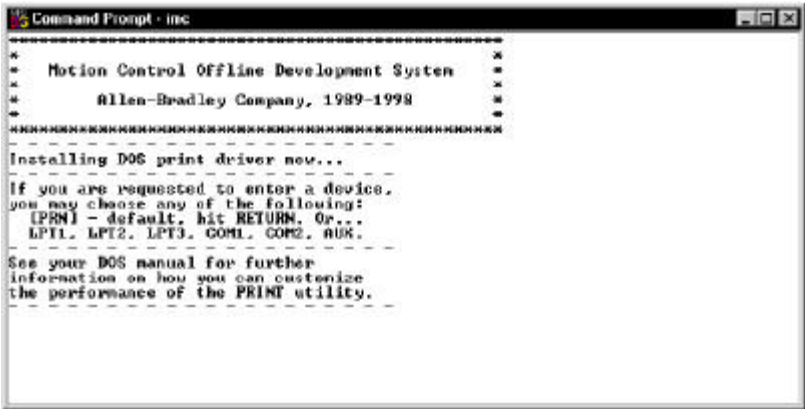 Command Prompt - imc
**************************************************
* *
* Motion Control Offline Development System *
* *
* Allen-Bradley Company, 1989-1998 *
* *
**************************************************
- - - - - - - - - - - - - - - - - - - -
Installing DOS print driver now...
- - - - - - - - - - - - - - - - - - - -
If you are requested to enter a device,
you may choose any of the following:
[PRN] - default, hit RETURN. Or...
LPT1. LPT2. LPT3. COM1. COM2. AUX.
- - - - - - - - - - - - - - - - - - - -
See your DOS manual for further
information on how you can customize
the performance of the PRINT utility.
- - - - - - - - - - - - - - - - - - - -